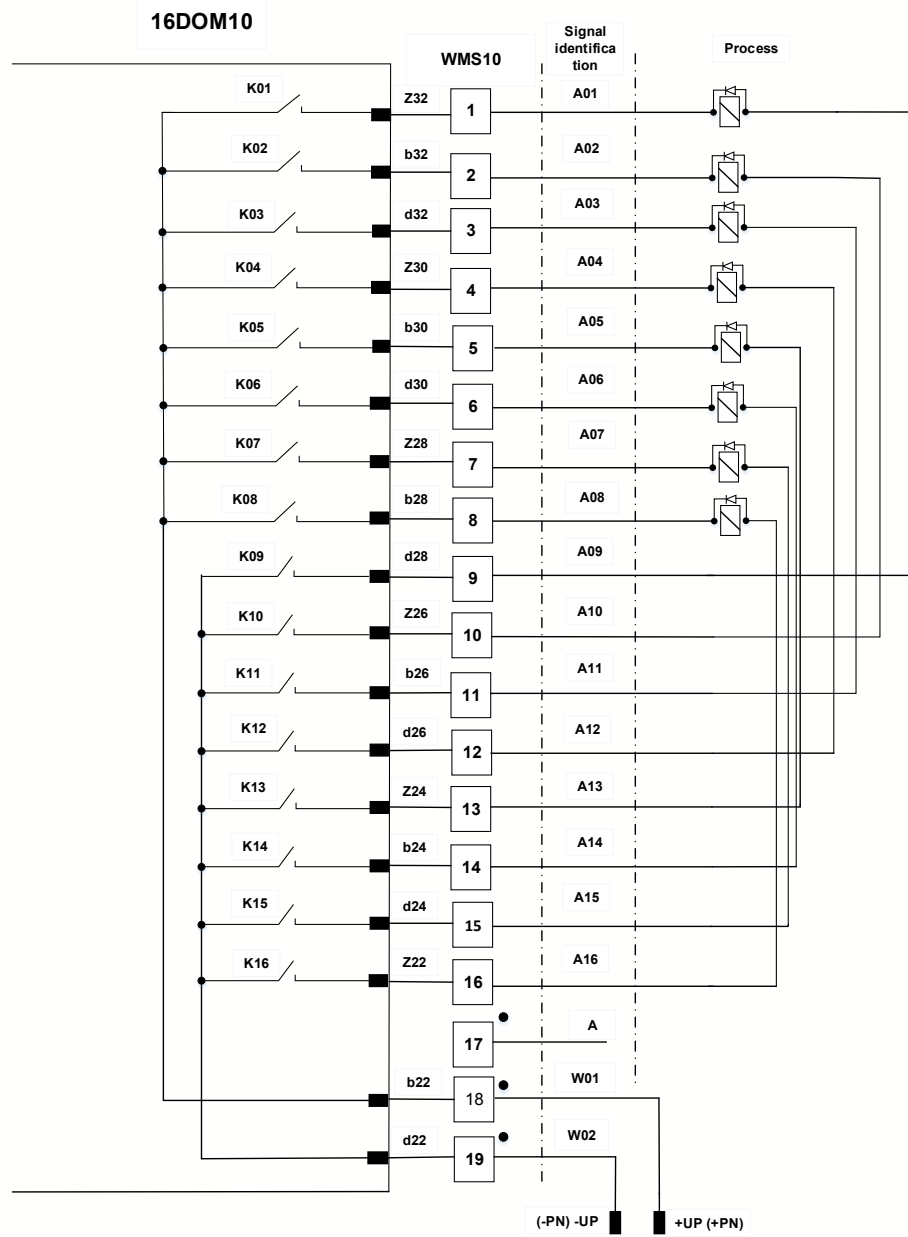 16DOM10
WMS10
Signal
identifica
tion
Process
K01 Z32 1 A01
K02 b32 2 A02
K03 d32 3 A03
K04 Z30 4 A04
K05 b30 5 A05
K06 d30 6 A06
K07 Z28 7 A07
K08 b28 8 A08
K09 d28 9 A09
K10 Z26 10 A10
K11 b26 11 A11
K12 d26 12 A12
K13 Z24 13 A13
K14 b24 14 A14
K15 d24 15 A15
K16 Z22 16 A16
17 A
b22 18 W01
d22 19 W02
(-PN) -UP +UP (+PN)